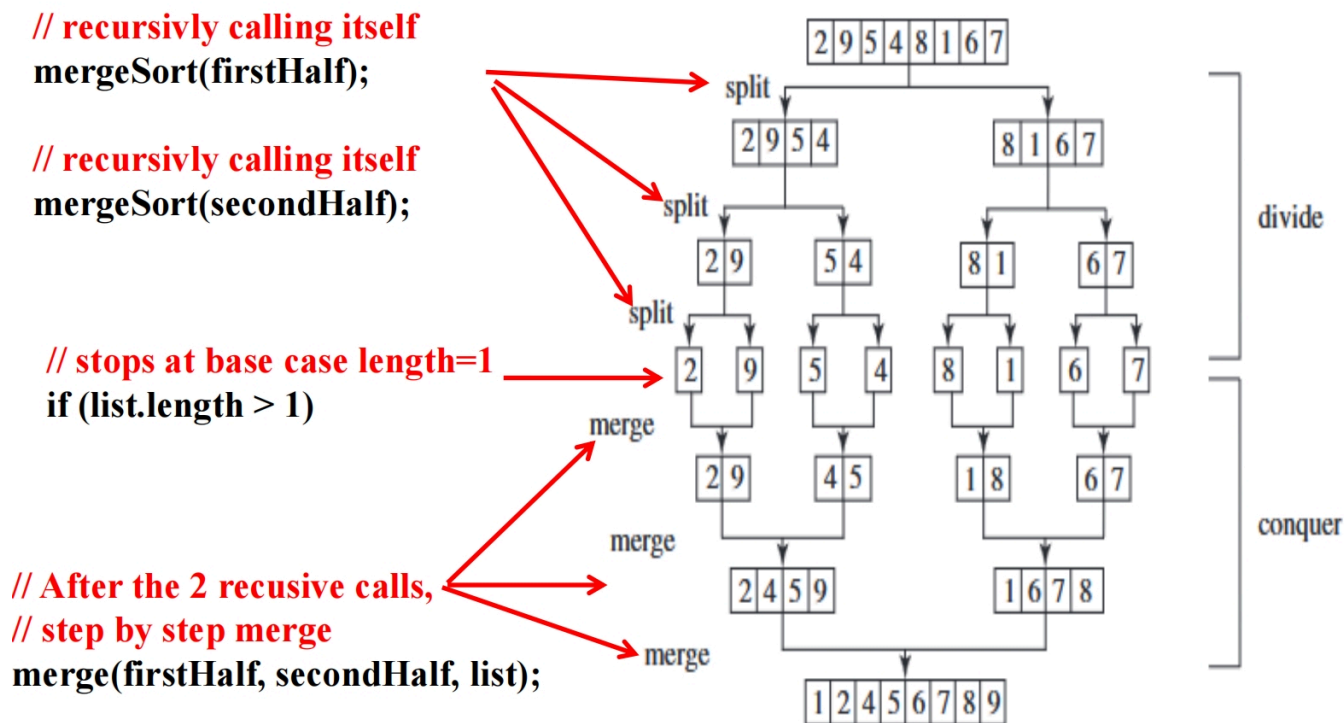 // recursivly calling itself
mergeSort(firstHalf);
// recursivly calling itself
mergeSort(secondHalf);
// stops at base case length=1
if (list.length > 1)
// After the 2 recusive calls,
// step by step merge
merge(firstHalf, secondHalf, list);
2 9 5 4 8 1 6 7
split
2 9 5 4
8 1 6 7
split
2 9
5 4
8 1
6 7
split
2
9
5
4
8
1
6
7
merge
2 9
4 5
1 8
6 7
merge
2 4 5 9
1 6 7 8
merge
1 2 4 5 6 7 8 9
divide
conquer